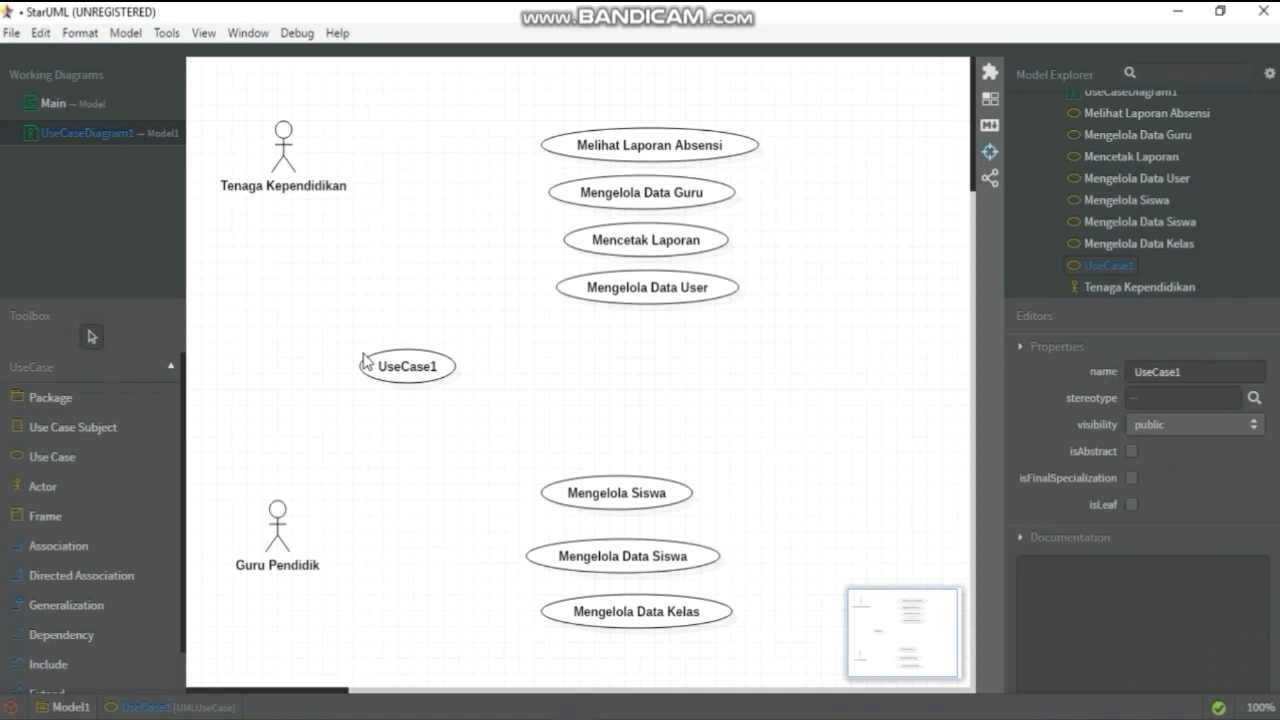 • StarUML (UNREGISTERED)
www.BANDICAM.com
File Edit Format Model Tools View Window Debug Help
Working Diagrams
Main — Model
UseCaseDiagram1 — Model1
Toolbox
UseCase
Package
Use Case Subject
Use Case
Actor
Frame
Association
Directed Association
Generalization
Dependency
Include
Extend
Tenaga Kependidikan
Melihat Laporan Absensi
Mengelola Data Guru
Mencetak Laporan
Mengelola Data User
UseCase1
Guru Pendidik
Mengelola Siswa
Mengelola Data Siswa
Mengelola Data Kelas
Model Explorer
UseCaseDiagram1
Melihat Laporan Absensi
Mengelola Data Guru
Mencetak Laporan
Mengelola Data User
Mengelola Siswa
Mengelola Data Siswa
Mengelola Data Kelas
UseCase1
Tenaga Kependidikan
Editors
Properties
name UseCase1
stereotype —
visibility public
isAbstract
isFinalSpecialization
isLeaf
Documentation
Model1 UseCase1 [UMLUseCase]
100%